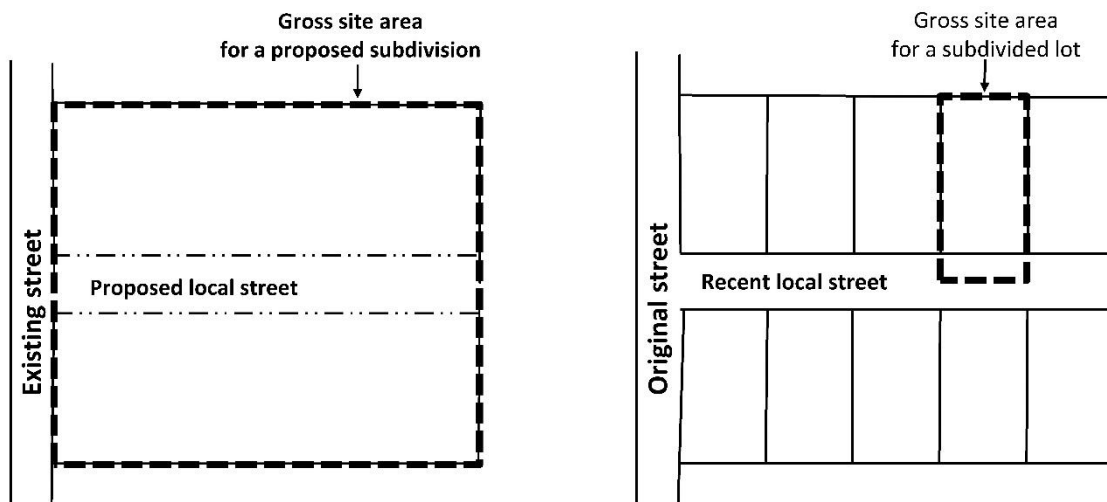 Gross site area
for a proposed subdivision
Existing street
Proposed local street
Gross site area
for a subdivided lot
Original street
Recent local street